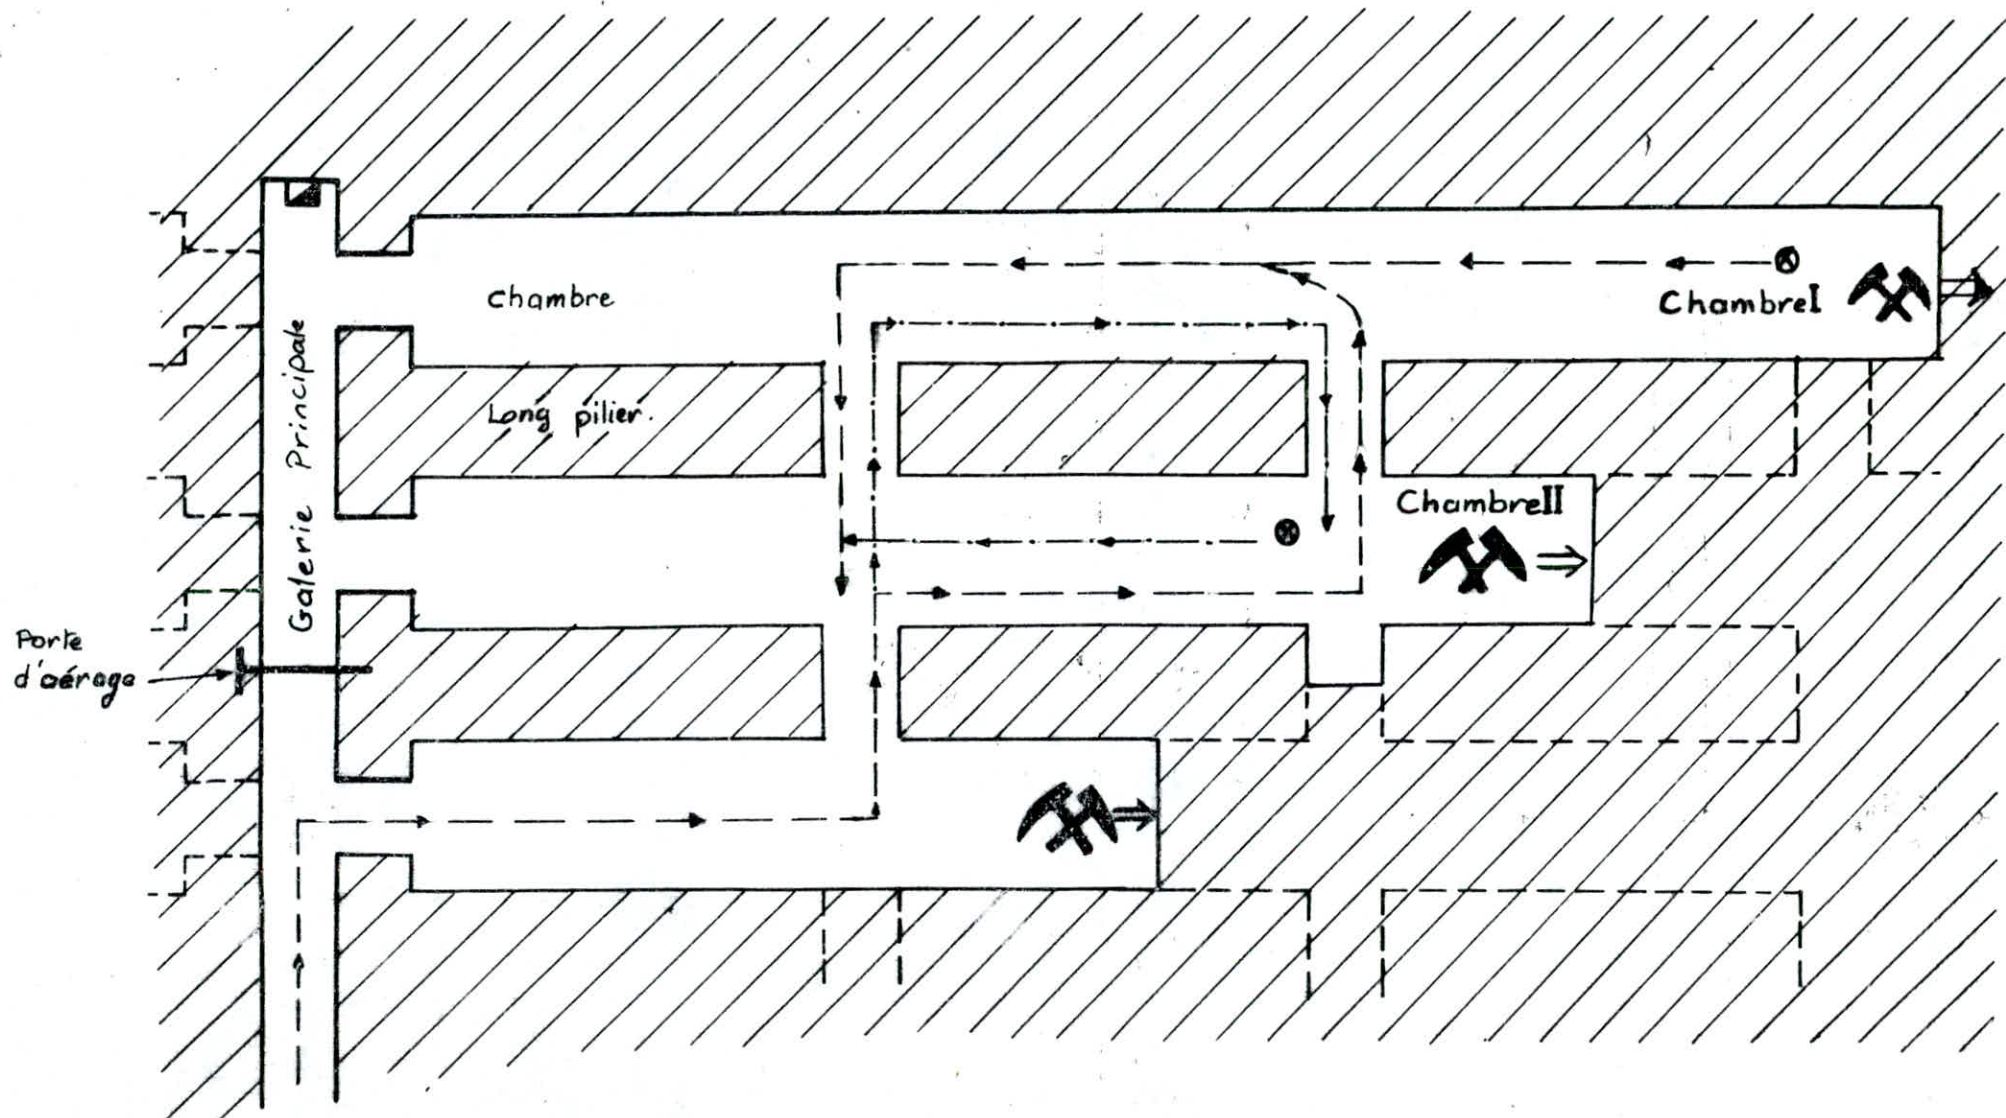 chambre
Chambre I
Galerie Principale
Long pilier.
Chambre II
Porte
d'aérage